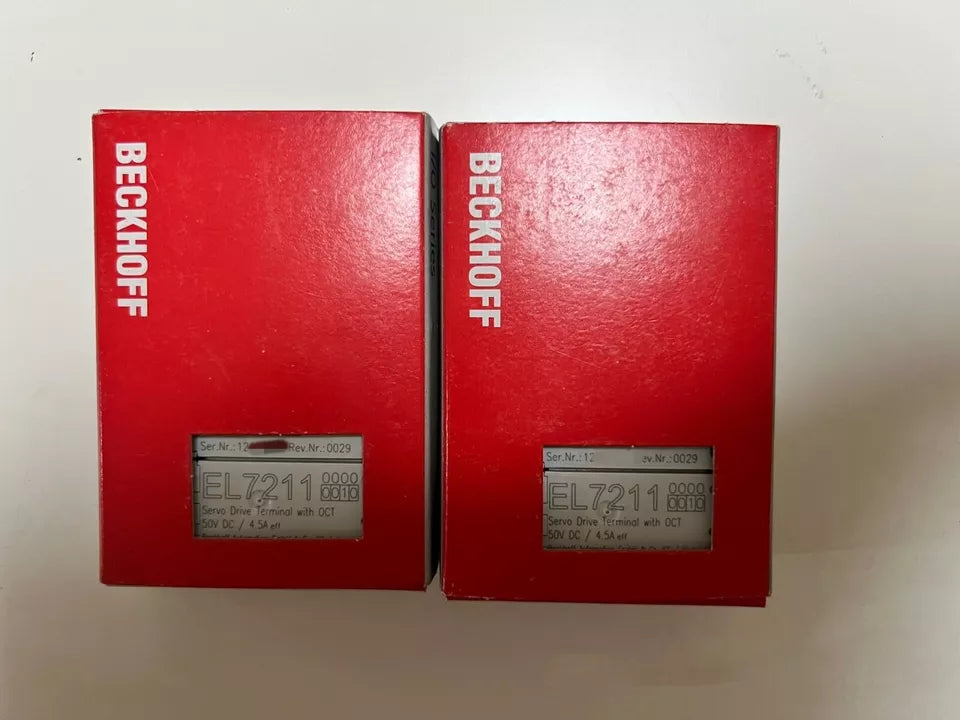 BECKHOFF
I/O Series
Ser.Nr.:12 Rev.Nr.:0029
EL7211 0000
0010
Servo Drive Terminal with OCT
50V DC / 4.5A eff
BECKHOFF
Ser.Nr.:12 ev.Nr.:0029
EL7211 0000
0010
Servo Drive Terminal with OCT
50V DC / 4.5A eff